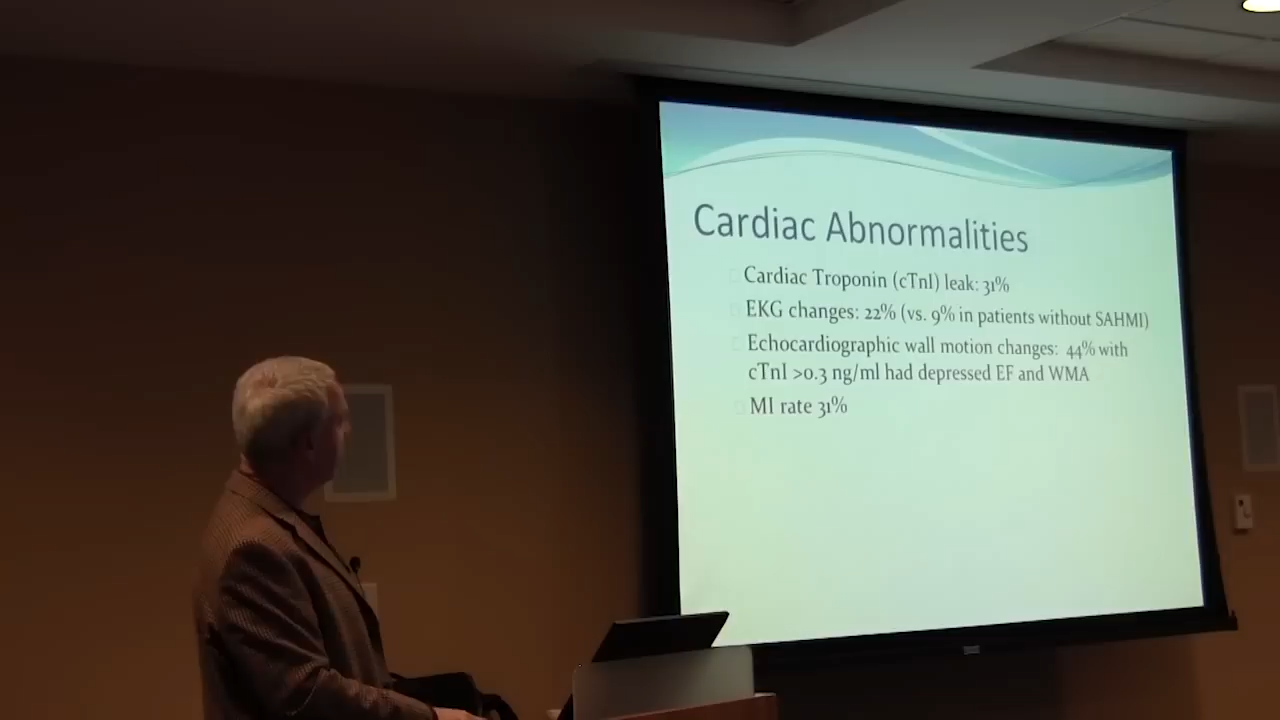 Cardiac Abnormalities
Cardiac Troponin (cTnI) leak: 31%
EKG changes: 22% (vs. 9% in patients without SAHMI)
Echocardiographic wall motion changes: 44% with
cTnI >0.3 ng/ml had depressed EF and WMA
MI rate 31%